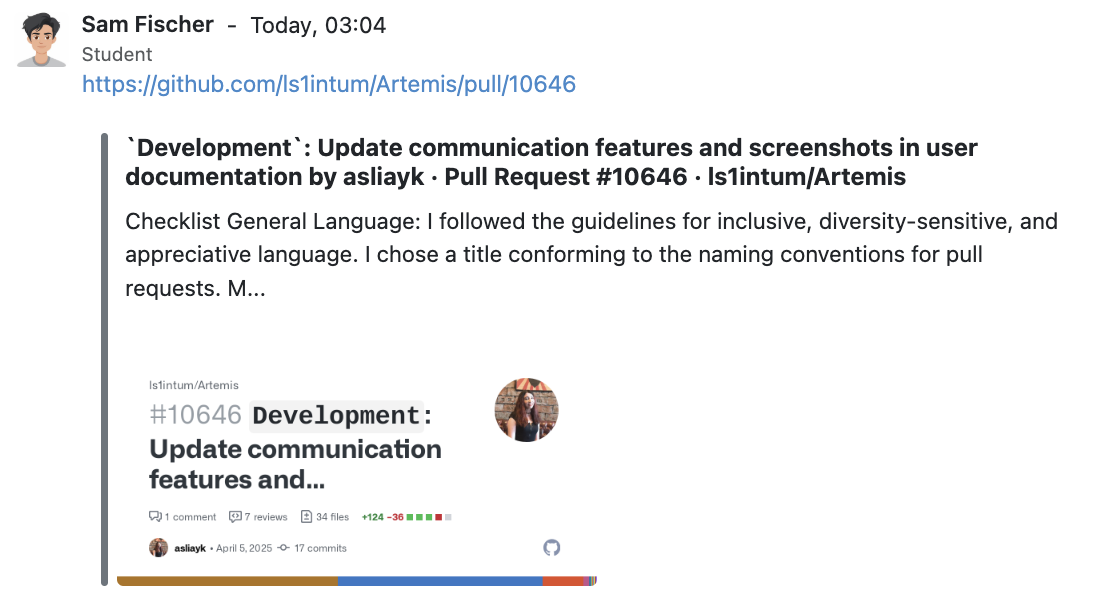 Sam Fischer - Today, 03:04
Student
https://github.com/ls1intum/Artemis/pull/10646
`Development`: Update communication features and screenshots in user
documentation by asliayk · Pull Request #10646 · ls1intum/Artemis
Checklist General Language: I followed the guidelines for inclusive, diversity-sensitive, and
appreciative language. I chose a title conforming to the naming conventions for pull
requests. M...
ls1intum/Artemis
#10646 Development:
Update communication
features and...
1 comment 7 reviews 34 files +124 −36
asliayk • April 5, 2025 17 commits